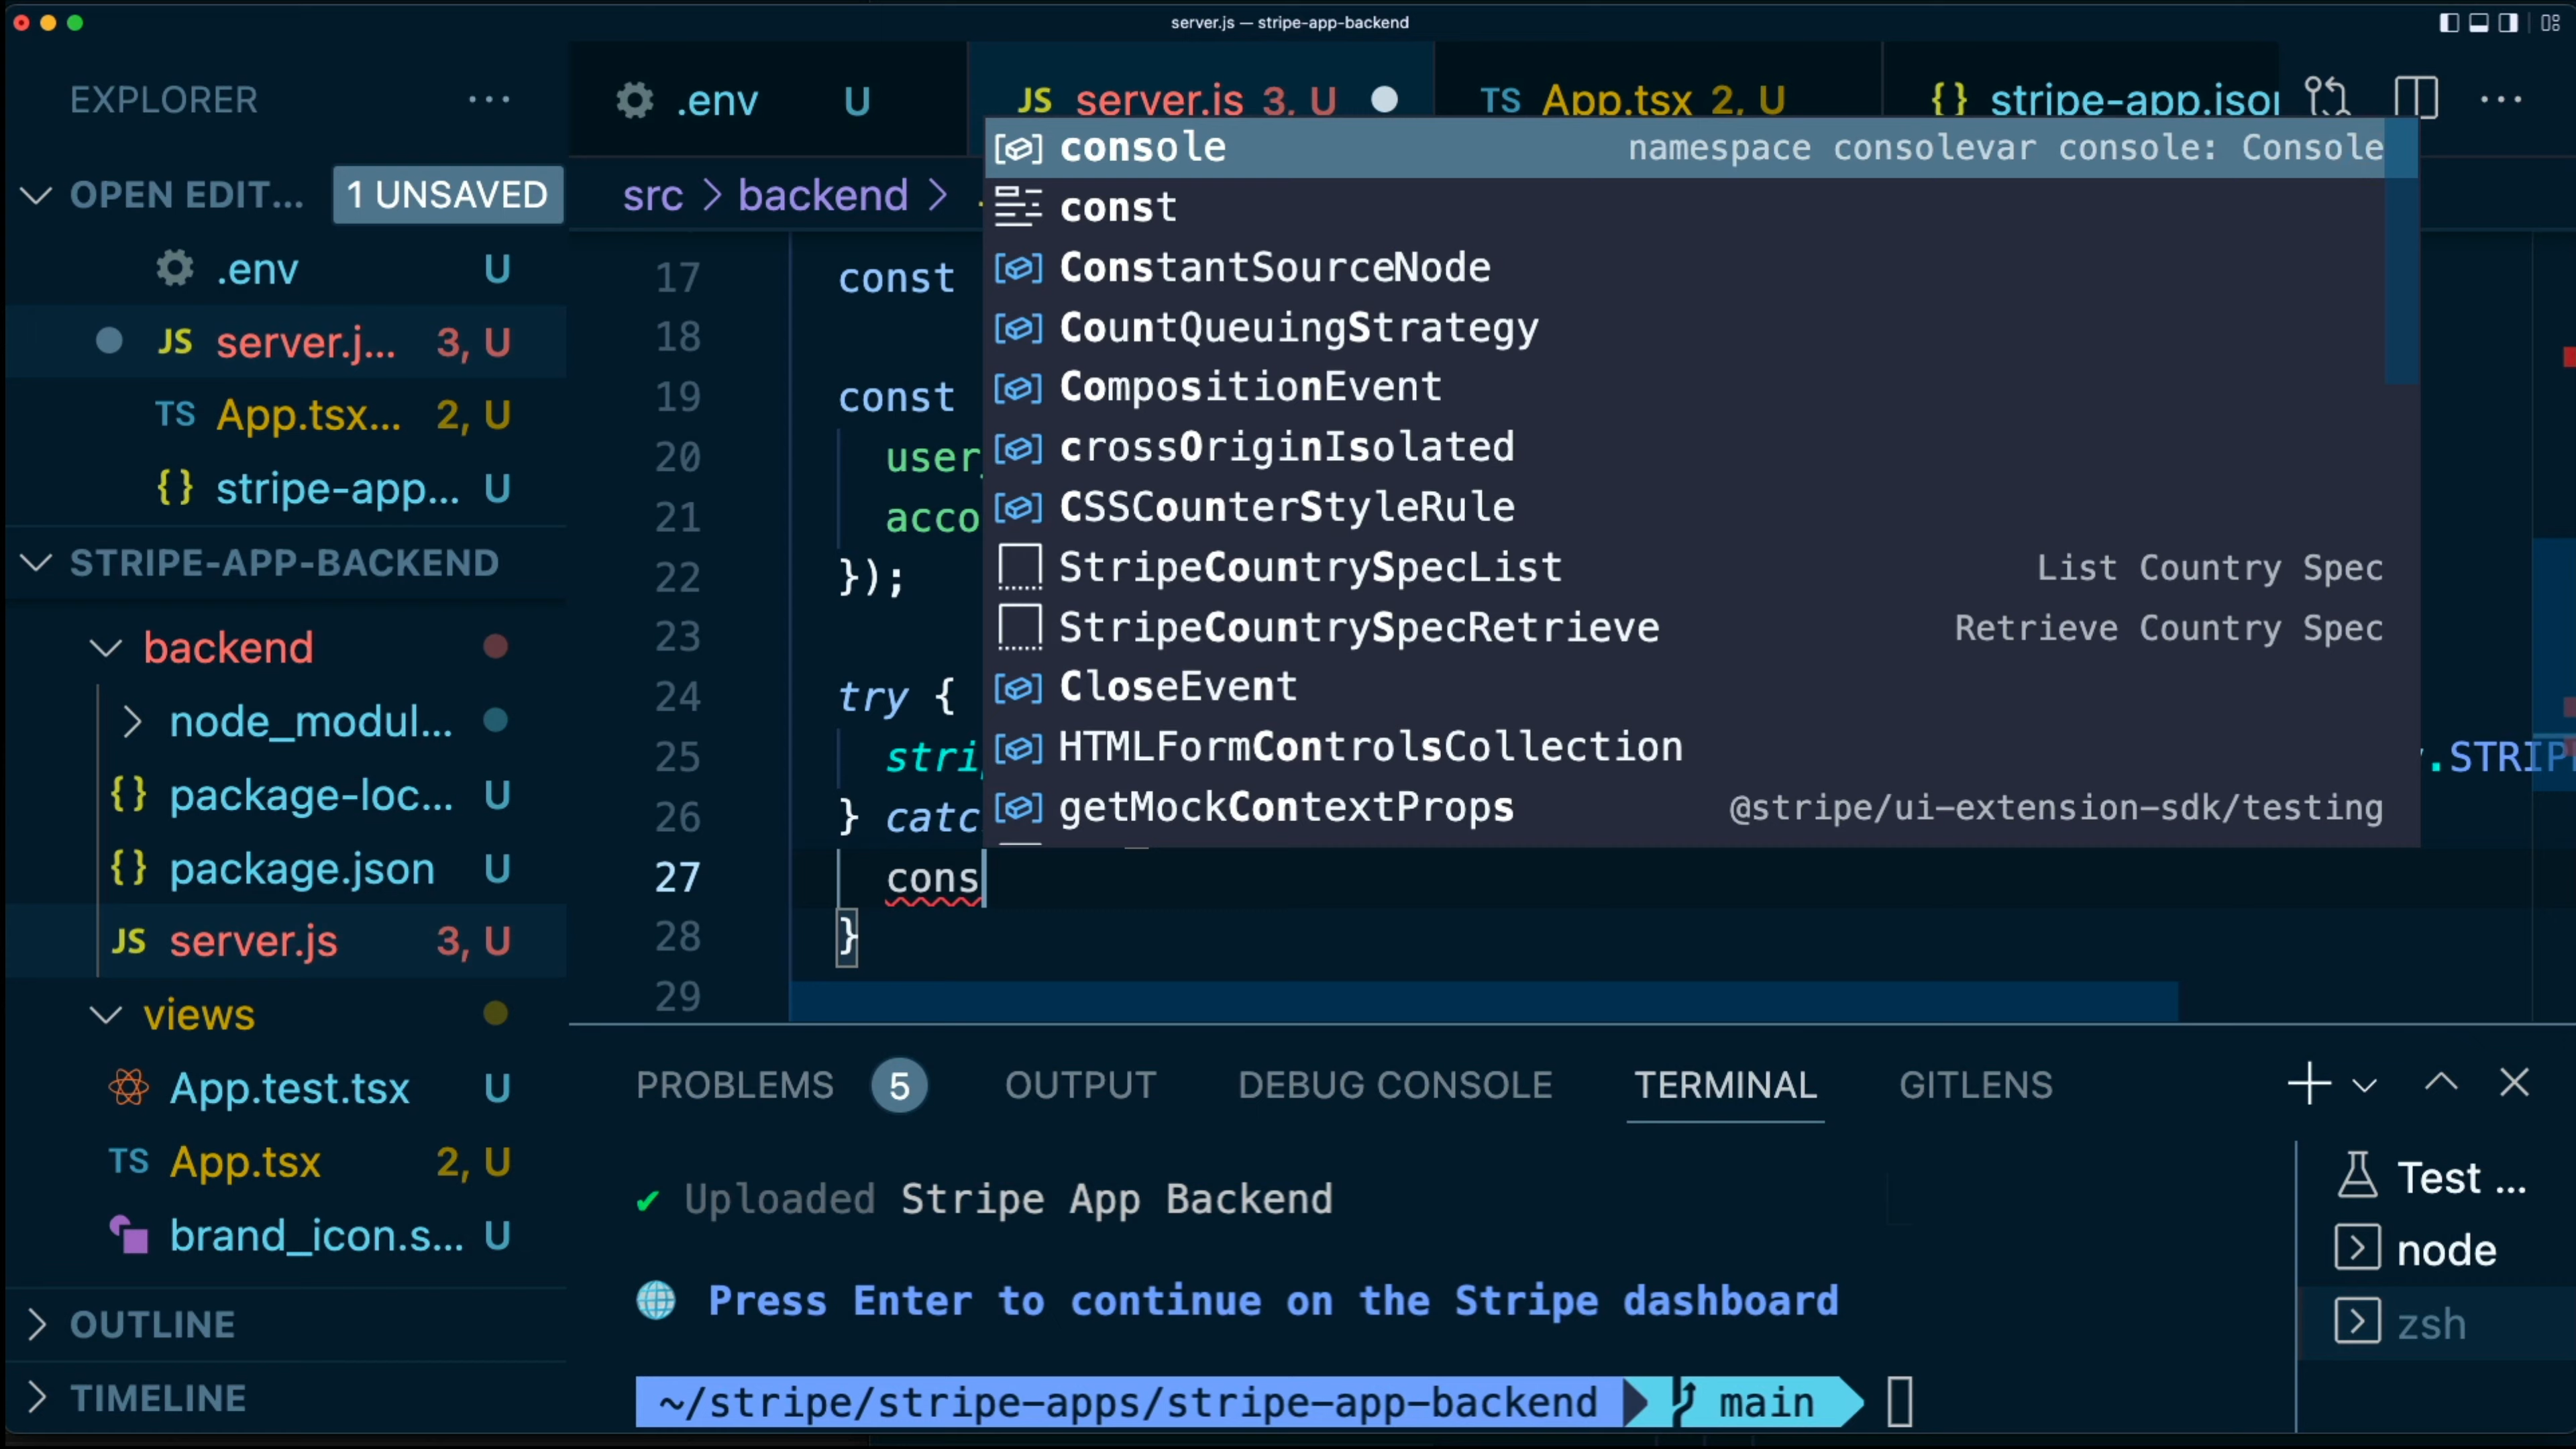 server.js — stripe-app-backend
EXPLORER
.env U
JS server.js 3, U
TS App.tsx 2, U
{} stripe-app.json
OPEN EDIT... 1 UNSAVED
.env U
JS server.j... 3, U
TS App.tsx... 2, U
{} stripe-app... U
STRIPE-APP-BACKEND
backend
node_modul...
{} package-loc... U
{} package.json U
JS server.js 3, U
views
App.test.tsx U
TS App.tsx 2, U
brand_icon.s... U
OUTLINE
TIMELINE
src > backend >
console namespace consolevar console: Console
const
ConstantSourceNode
CountQueuingStrategy
CompositionEvent
crossOriginIsolated
CSSCounterStyleRule
StripeCountrySpecList List Country Spec
StripeCountrySpecRetrieve Retrieve Country Spec
CloseEvent
HTMLFormControlsCollection
getMockContextProps @stripe/ui-extension-sdk/testing
17 const
18
19 const
20 user_
21 acco
22 });
23
24 try {
25 stri .STRIP
26 } catc
27 cons
28 }
29
PROBLEMS 5 OUTPUT DEBUG CONSOLE TERMINAL GITLENS
✔ Uploaded Stripe App Backend
Press Enter to continue on the Stripe dashboard
~/stripe/stripe-apps/stripe-app-backend main
Test ...
node
zsh